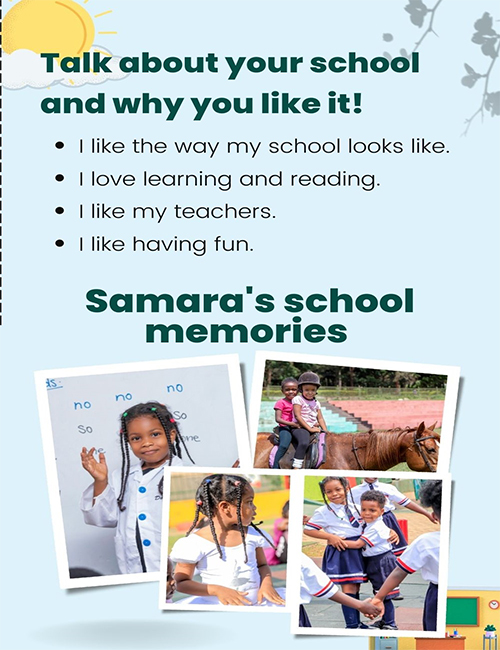 Talk about your school
and why you like it!
• I like the way my school looks like.
• I love learning and reading.
• I like my teachers.
• I like having fun.
Samara's school
memories
no no no
So So